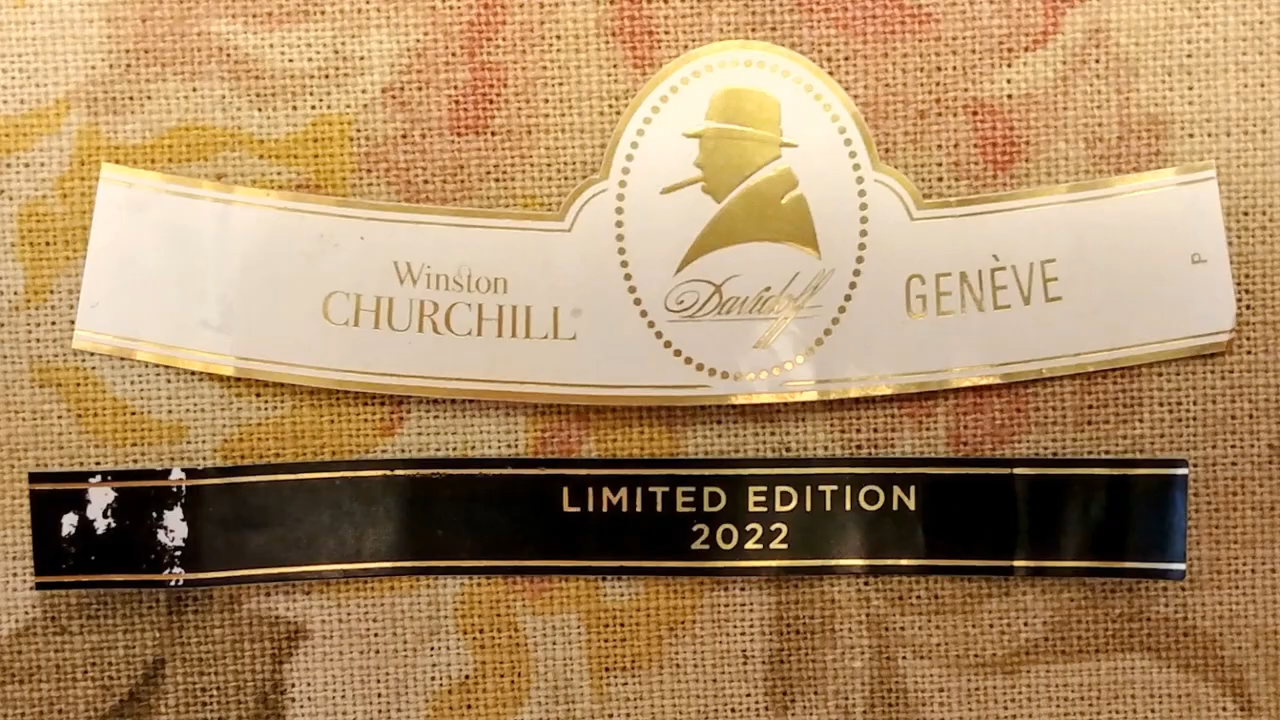 Winston
CHURCHILL
Davidoff
GENÈVE
P
LIMITED EDITION
2022